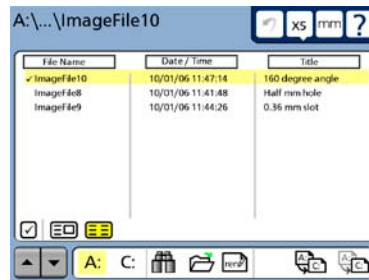 A:\...\ImageFile10
x5 mm ?
File Name Date / Time Title
✓ ImageFile10 10/01/06 11:47:14 160 degree angle
ImageFile8 10/01/06 11:41:48 Half mm hole
ImageFile9 10/01/06 11:44:26 0.36 mm slot
A: C: ren/
A: C: A: C: